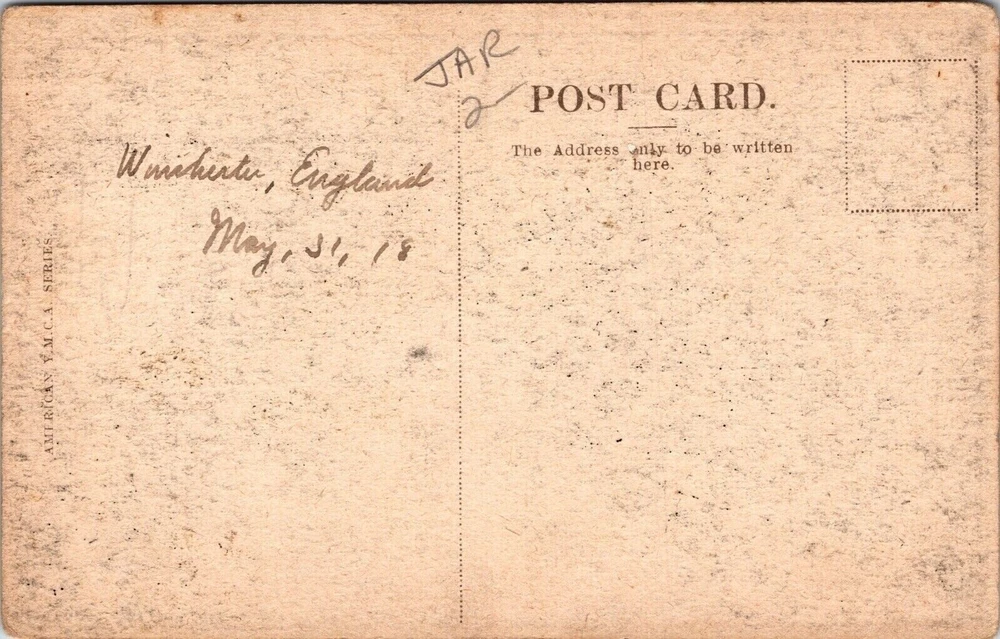 JAR
2
POST CARD.
The Address only to be written
here.
Winchester, England
May, 31, 18
AMERICAN Y.M.C.A. SERIES.